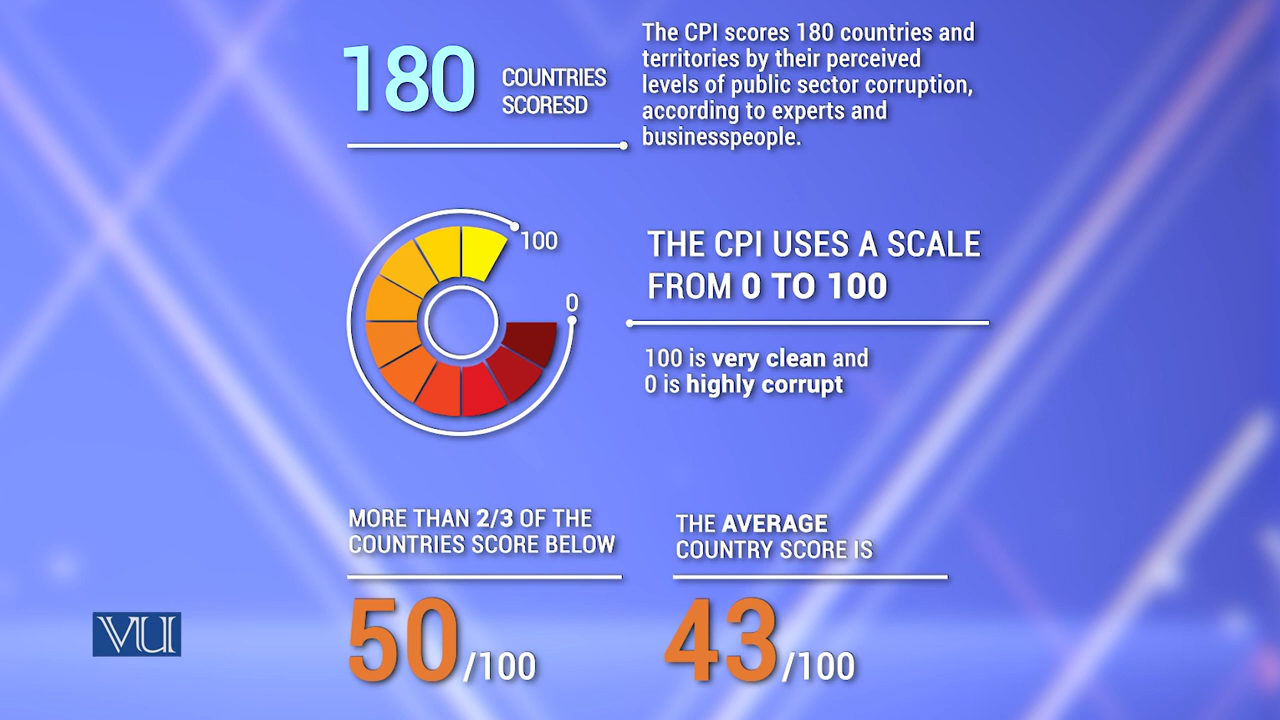 180
COUNTRIES
SCORESD
The CPI scores 180 countries and
territories by their perceived
levels of public sector corruption,
according to experts and
businesspeople.
100
0
THE CPI USES A SCALE
FROM 0 TO 100
100 is very clean and
0 is highly corrupt
MORE THAN 2/3 OF THE
COUNTRIES SCORE BELOW
50/100
THE AVERAGE
COUNTRY SCORE IS
43/100
VU